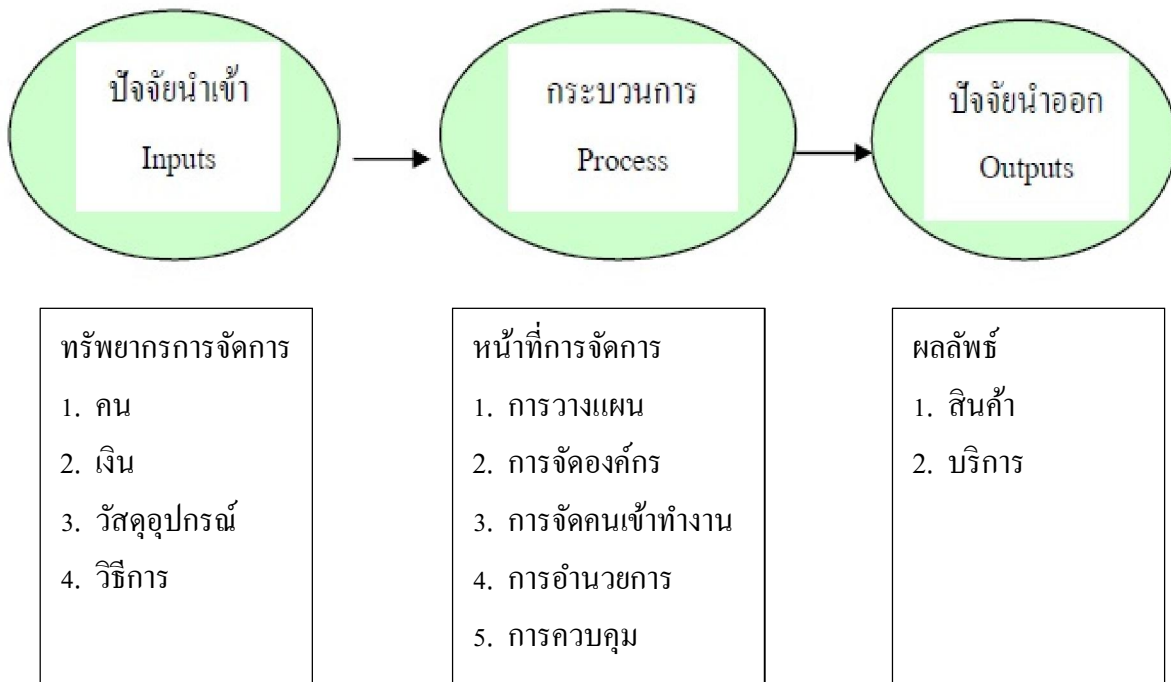 ปัจจัยนำเข้า
Inputs
กระบวนการ
Process
ปัจจัยนำออก
Outputs
ทรัพยากรการจัดการ
1. คน
2. เงิน
3. วัสดุอุปกรณ์
4. วิธีการ
หน้าที่การจัดการ
1. การวางแผน
2. การจัดองค์กร
3. การจัดคนเข้าทำงาน
4. การอำนวยการ
5. การควบคุม
ผลลัพธ์
1. สินค้า
2. บริการ